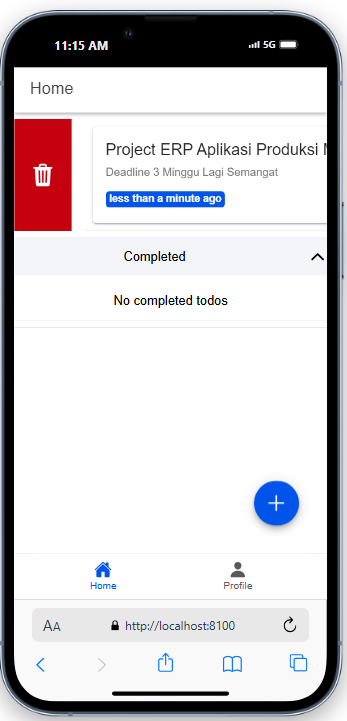 11:15 AM
5G
Home
Project ERP Aplikasi Produksi
Deadline 3 Minggu Lagi Semangat
less than a minute ago
Completed
No completed todos
Home
Profile
AA
http://localhost:8100